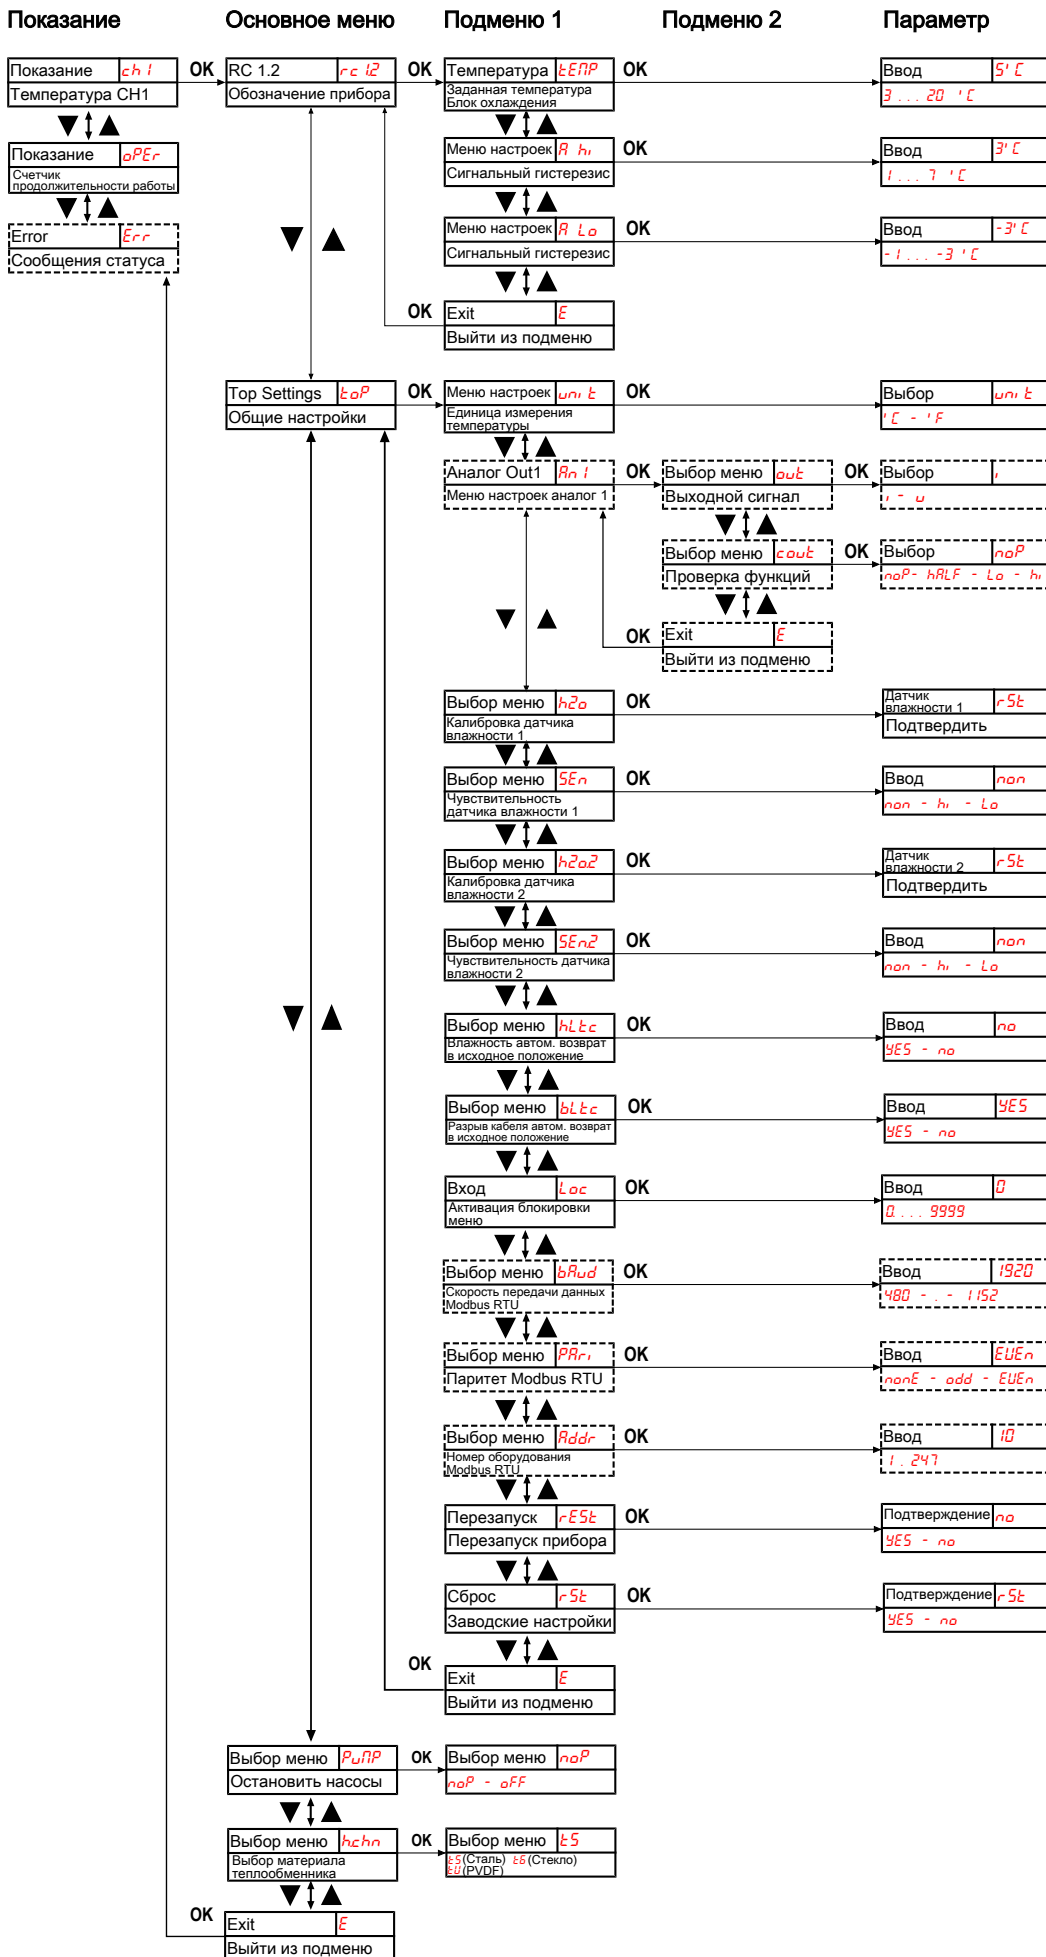 Показание Основное меню Подменю 1 Подменю 2 Параметр
Показание ch1 OK RC 1.2 rc 1.2 OK Температура tEMP OK Ввод 5°C
Температура CH1 Обозначение прибора Заданная температура
Блок охлаждения 3 ... 20 °C
Показание oPEr Меню настроек A hi OK Ввод 3°C
Счетчик
продолжительности работы Сигнальный гистерезис 1 ... 7 °C
Error Err Меню настроек A Lo OK Ввод -3°C
Сообщения статуса Сигнальный гистерезис -1 ... -3 °C
OK Exit E
Выйти из подменю
Top Settings toP OK Меню настроек uni t OK Выбор uni t
Общие настройки Единица измерения
температуры °C - °F
Аналог Out1 An1 OK Выбор меню out OK Выбор i
Меню настроек аналог 1 Выходной сигнал i - u
Выбор меню cout OK Выбор noP
Проверка функций noP- hALF - Lo - hi
OK Exit E
Выйти из подменю
Выбор меню h2o OK Датчик
влажности 1 rSt
Калибровка датчика
влажности 1 Подтвердить
Выбор меню SEn OK Ввод non
Чувствительность
датчика влажности 1 non - hi - Lo
Выбор меню h2o.2 OK Датчик
влажности 2 rSt
Калибровка датчика
влажности 2 Подтвердить
Выбор меню SEn.2 OK Ввод non
Чувствительность датчика
влажности 2 non - hi - Lo
Выбор меню hLtc OK Ввод no
Влажность автом. возврат
в исходное положение YES - no
Выбор меню bLtc OK Ввод YES
Разрыв кабеля автом. возврат
в исходное положение YES - no
Вход Loc OK Ввод 0
Активация блокировки
меню 0.... 9999
Выбор меню bAud OK Ввод 1920
Скорость передачи данных
Modbus RTU 480 - . - 1152
Выбор меню PAri OK Ввод EUEn
Паритет Modbus RTU nonE - odd - EUEn
Выбор меню Addr OK Ввод 10
Номер оборудования
Modbus RTU 1 . 247
Перезапуск rESt OK Подтверждение no
Перезапуск прибора YES - no
Сброс rSt OK Подтверждение rSt
Заводские настройки YES - no
OK Exit E
Выйти из подменю
Выбор меню PuMP OK Выбор меню noP
Остановить насосы noP - oFF
Выбор меню h.chn OK Выбор меню tS
Выбор материала
теплообменника tS(Сталь) tG(Стекло)
tU(PVDF)
OK Exit E
Выйти из подменю